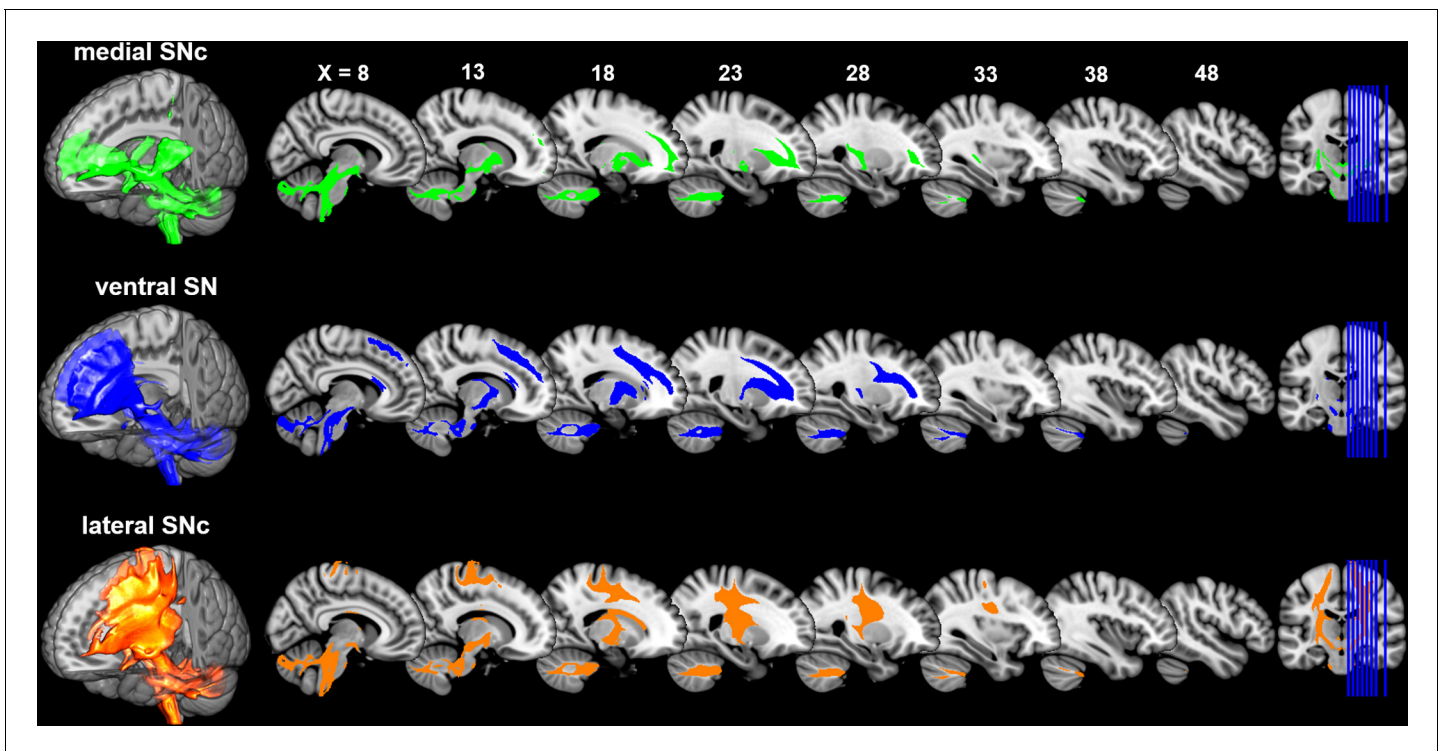 medial SNc
X = 8 13 18 23 28 33 38 48
ventral SN
lateral SNc